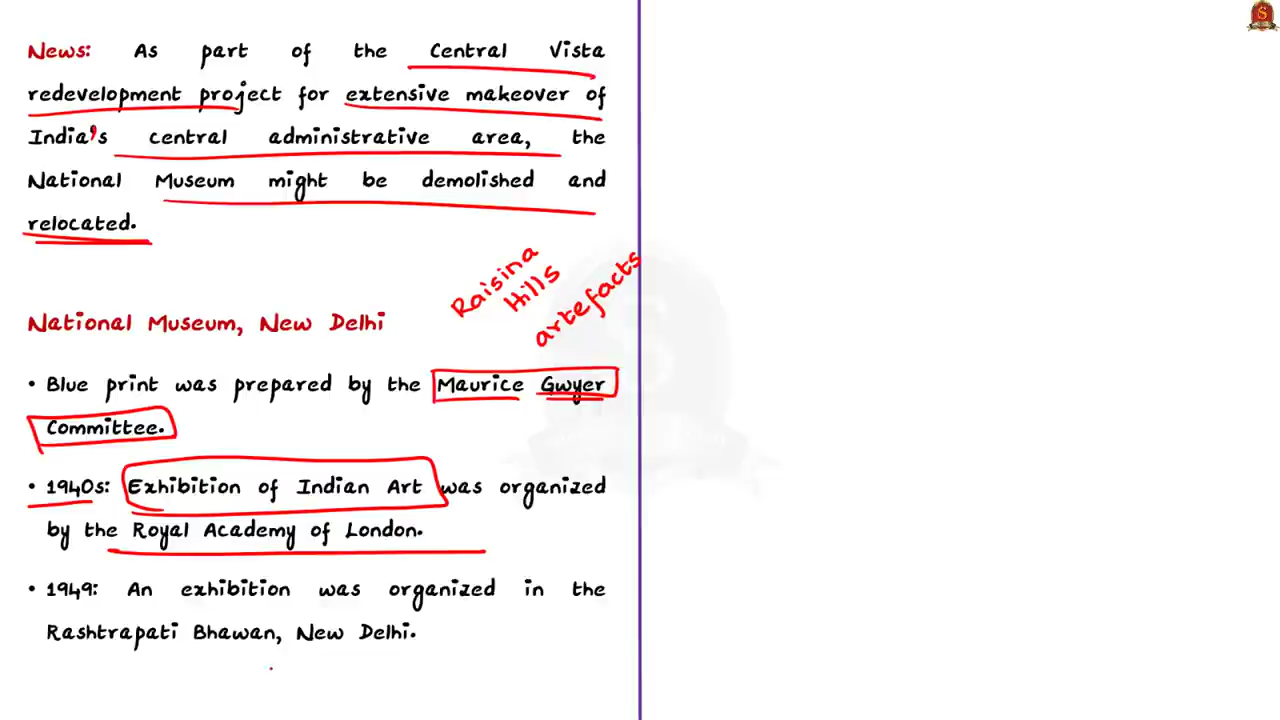 News: As part of the Central Vista
redevelopment project for extensive makeover of
India's central administrative area, the
National Museum might be demolished and
relocated.
Raisina
Hills
artefacts
National Museum, New Delhi
• Blue print was prepared by the Maurice Gwyer
Committee.
• 1940s: Exhibition of Indian Art was organized
by the Royal Academy of London.
• 1949: An exhibition was organized in the
Rashtrapati Bhawan, New Delhi.